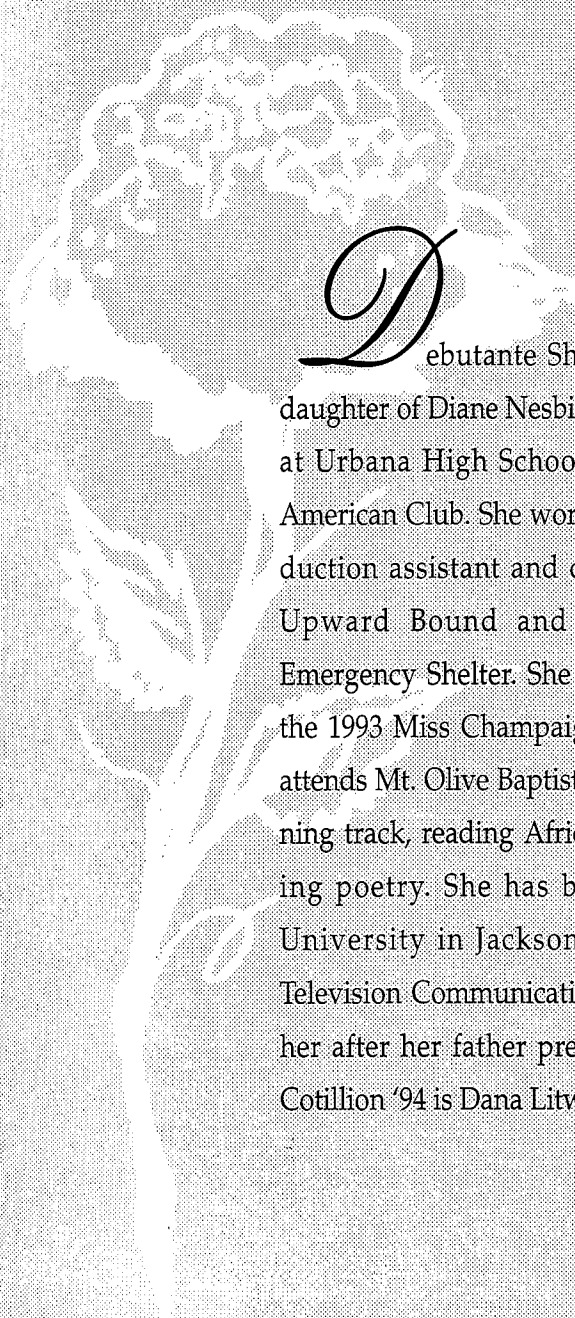 Debutante Sh
daughter of Diane Nesbi
at Urbana High Schoo
American Club. She wor
duction assistant and
Upward Bound and
Emergency Shelter. She
the 1993 Miss Champai
attends Mt. Olive Baptist
ning track, reading Afri
ing poetry. She has b
University in Jackson
Television Communicati
her after her father pre
Cotillion ‘94 is Dana Litw